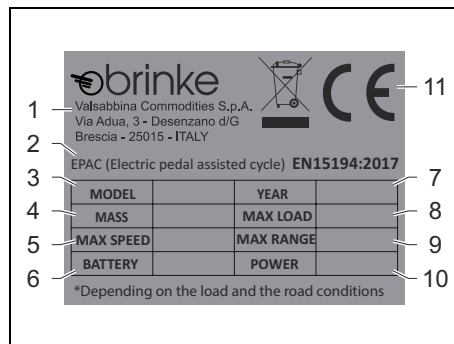 brinke
Valsabbina Commodities S.p.A.
Via Adua, 3 - Desenzano d/G
Brescia - 25015 - ITALY
CE
EPAC (Electric pedal assisted cycle) EN15194:2017
MODEL YEAR
MASS MAX LOAD
MAX SPEED MAX RANGE
BATTERY POWER
*Depending on the load and the road conditions
1
2
3
4
5
6
7
8
9
10
11